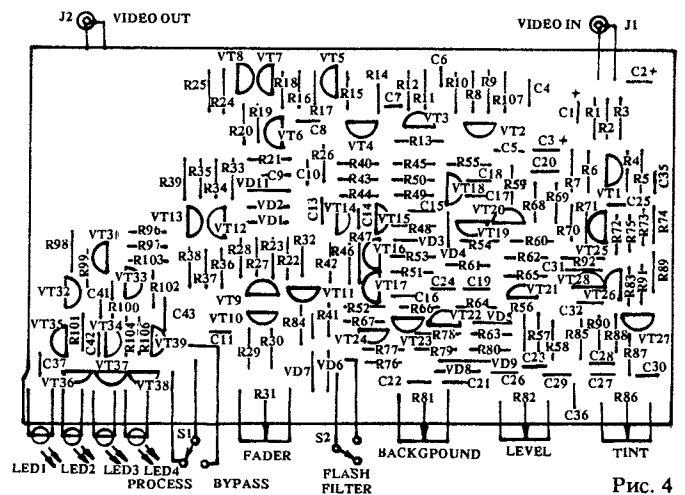 J2 VIDEO OUT VIDEO IN J1
VT8 VT7 VT5 C6 C2 +
R25 R24 R18 R16 R15 R14 R12 R11 R10 R9 R8 R107 C4
R19 R17 C7 + C1 R1 R3 R2
R20 VT6 C8 VT4 VT3 VT2
R13 C3 +
R21 R26 R40 R45 R55 C5 C20
R39 R35 R34 R33 C9 C10 R43 R50 C18 R59 R7 R6 VT1 R4 R5 C35
VD11 R44 R49 VT18 C17 R68 R69 R71 C25
VD2 C13 VT14 C14 C15 VT20
VT13 VT12 VD1 VT15 R48 VT19 R70 R72 R75 R73 R74
VT31 R96 R47 VD3 R54 R60 VT25
R98 R97 R38 R36 R28 R23 R32 R46 VT16 R53 VD4 R62 R92
R99 R103 R37 R27 R22 R42 R61 R65 C31 R89
VT33 R51 VT28 R83 R91
VT32 C41 R102 VT9 VT11 VT17 C24 C19 VT21 VT26
R100 C16 R56
VT35 R101 C43 VT10 R52 R66 R64
C42 VT34 R104 R106 C11 R84 R41 R67 VT22 VD5 R57 R90 R88 VT27
VT39 VT24 VT23 R78 R63 R58 R85
R29 R30 R77 R79 R80 R87
C37 VT37 VD7 VD6 R76 VD9 C23 C28
VT36 VT38 VD8
C22 C21 C26 C29 C27 C30
R31 R81 R82 C36 C32 R86
S1 S2
LED1 LED2 LED3 LED4 PROCESS BYPASS FADER FLASH FILTER BACKGOUND LEVEL TINT
Рис. 4